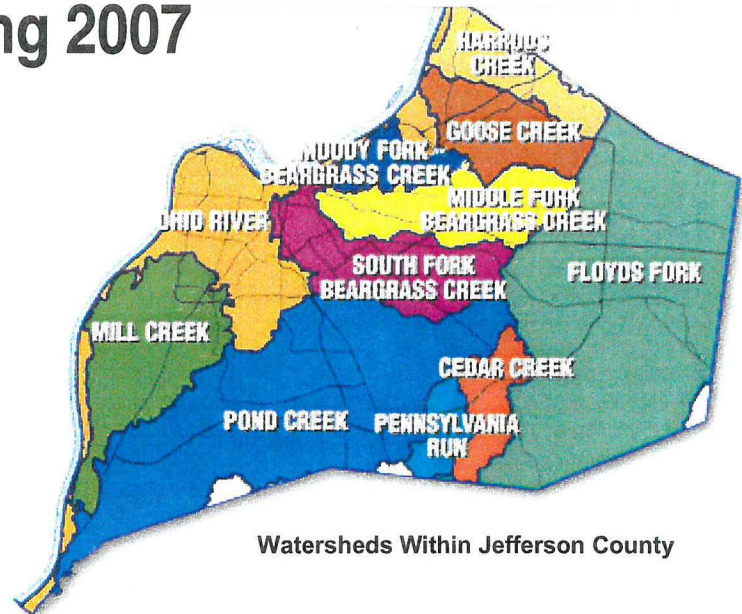 ng 2007
HARRODS
CREEK
GOOSE CREEK
MUDDY FORK
BEARGRASS CREEK
MIDDLE FORK
BEARGRASS CREEK
OHIO RIVER
SOUTH FORK
BEARGRASS CREEK
FLOYDS FORK
MILL CREEK
CEDAR CREEK
POND CREEK
PENNSYLVANIA
RUN
Watersheds Within Jefferson County